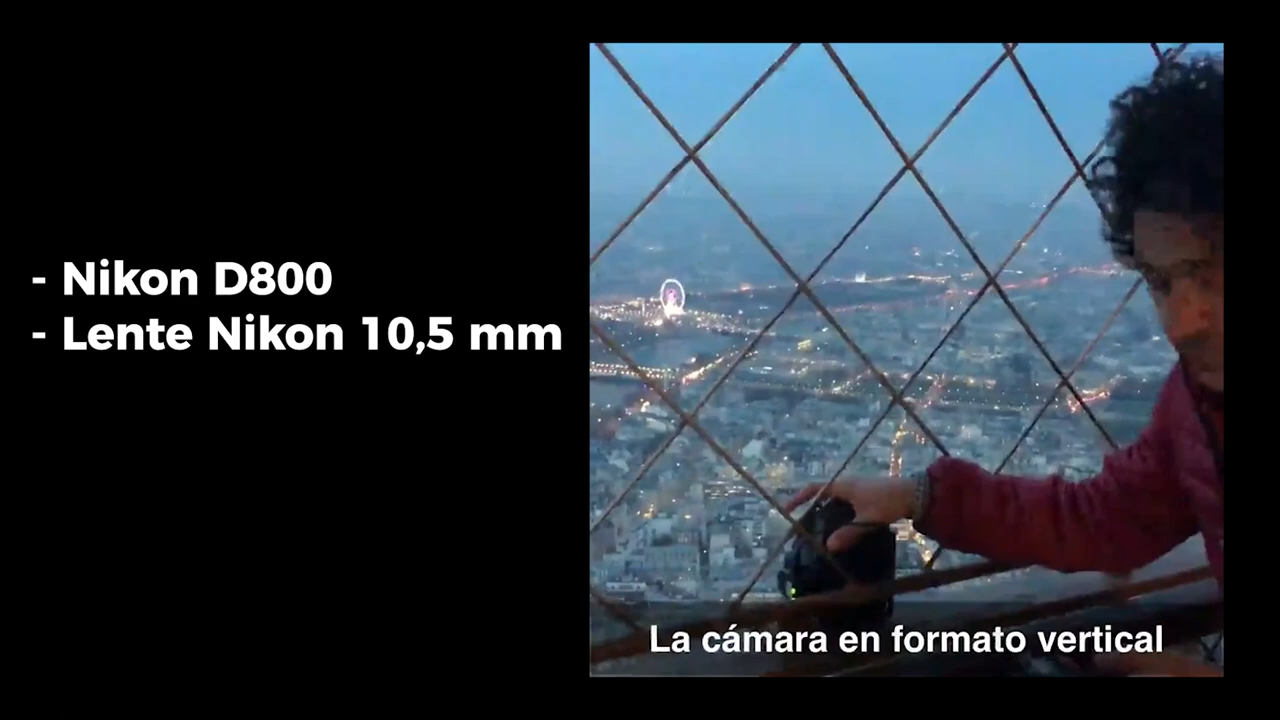 - Nikon D800
- Lente Nikon 10,5 mm
La cámara en formato vertical